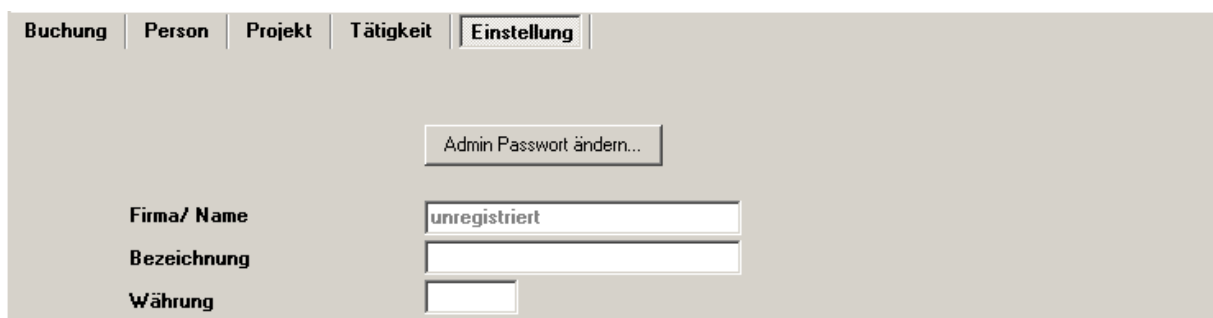 Buchung Person Projekt Tätigkeit Einstellung
Admin Passwort ändern...
Firma/ Name unregistriert
Bezeichnung
Währung